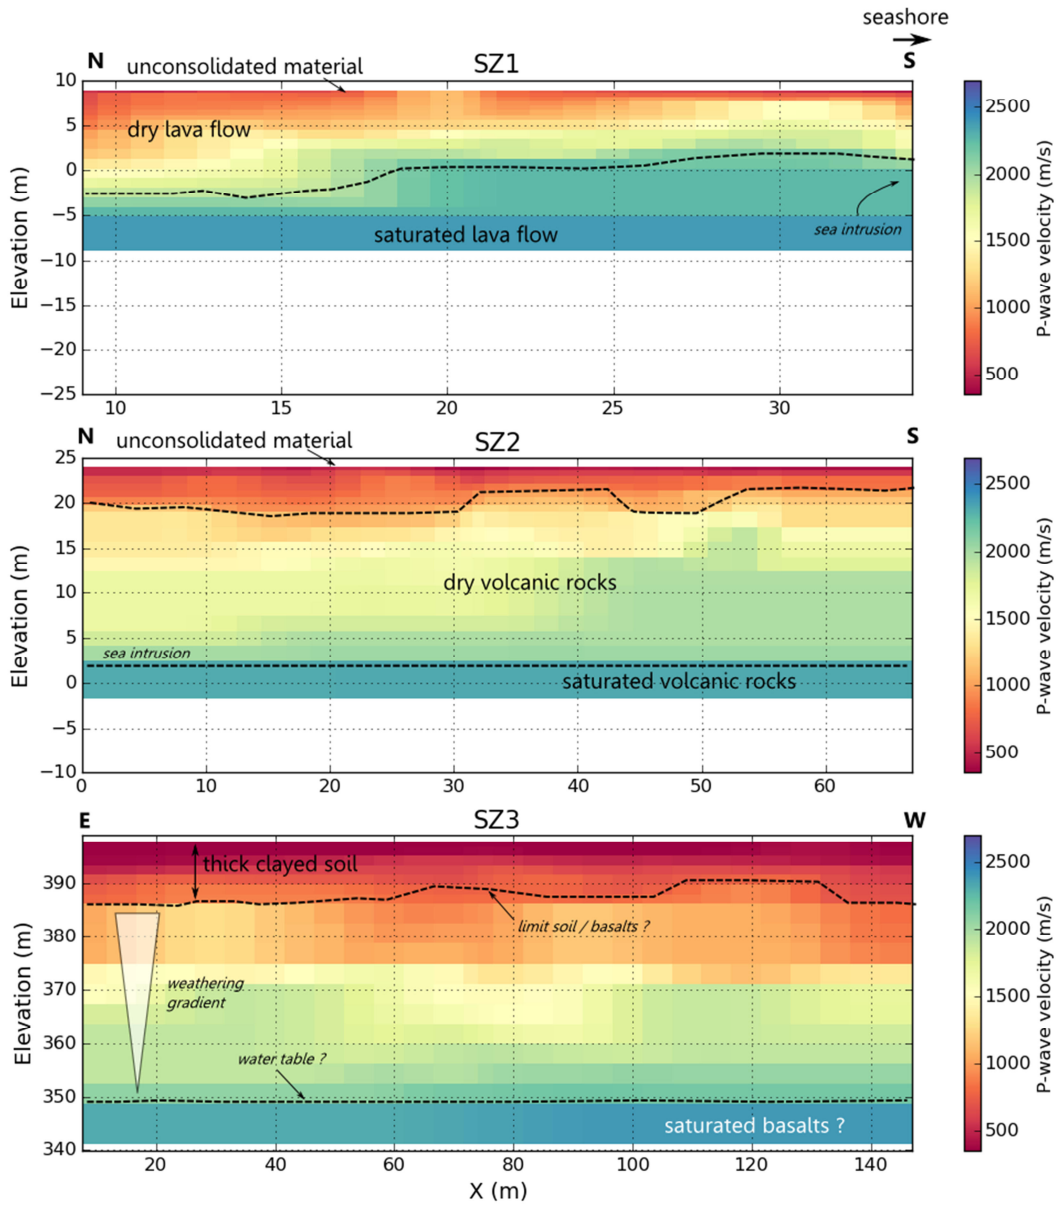 seashore
N
unconsolidated material
SZ1
S
dry lava flow
sea intrusion
saturated lava flow
Elevation (m)
10
5
0
−5
−10
−15
−20
−25
10
15
20
25
30
2500
2000
1500
1000
500
P-wave velocity (m/s)
N
unconsolidated material
SZ2
S
dry volcanic rocks
sea intrusion
saturated volcanic rocks
Elevation (m)
25
20
15
10
5
0
−5
−10
0
10
20
30
40
50
60
2500
2000
1500
1000
500
P-wave velocity (m/s)
E
SZ3
W
thick clayed soil
limit soil / basalts ?
weathering
gradient
water table ?
saturated basalts ?
Elevation (m)
390
380
370
360
350
340
20
40
60
80
100
120
140
X (m)
2500
2000
1500
1000
500
P-wave velocity (m/s)